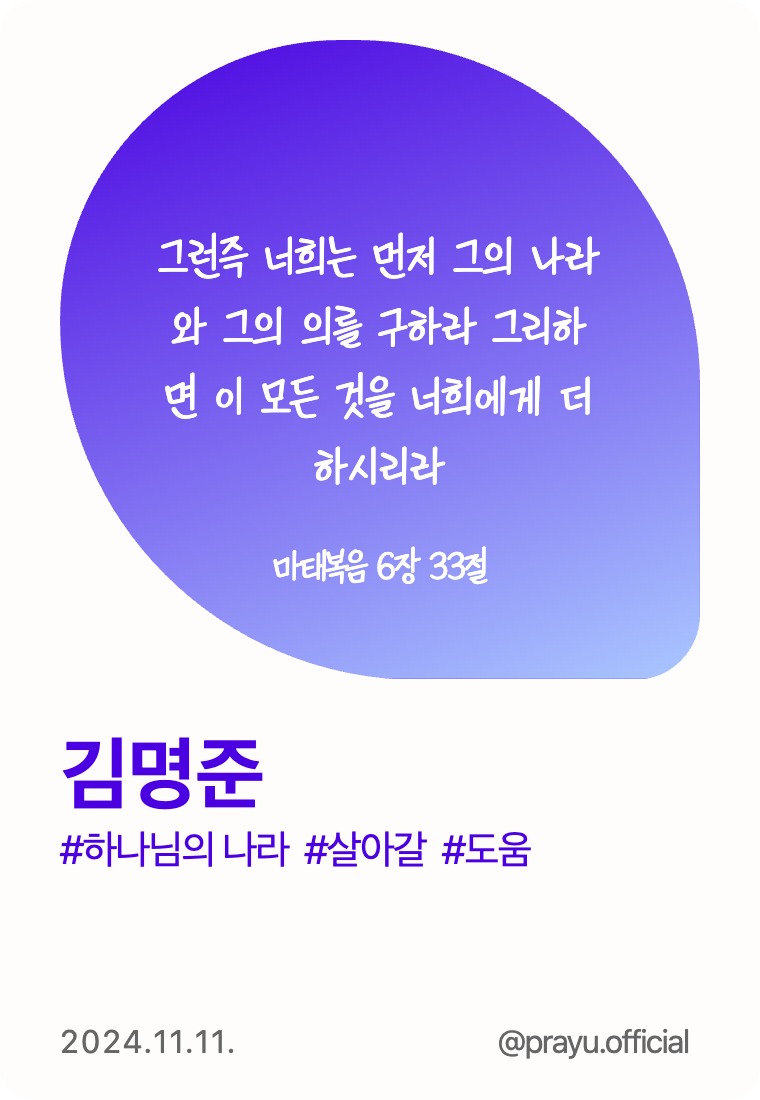 그런즉 너희는 먼저 그의 나라
와 그의 의를 구하라 그리하
면 이 모든 것을 너희에게 더
하시리라
마태복음 6장 33절
김명준
#하나님의 나라 #살아갈 #도움
2024.11.11.
@prayu.official